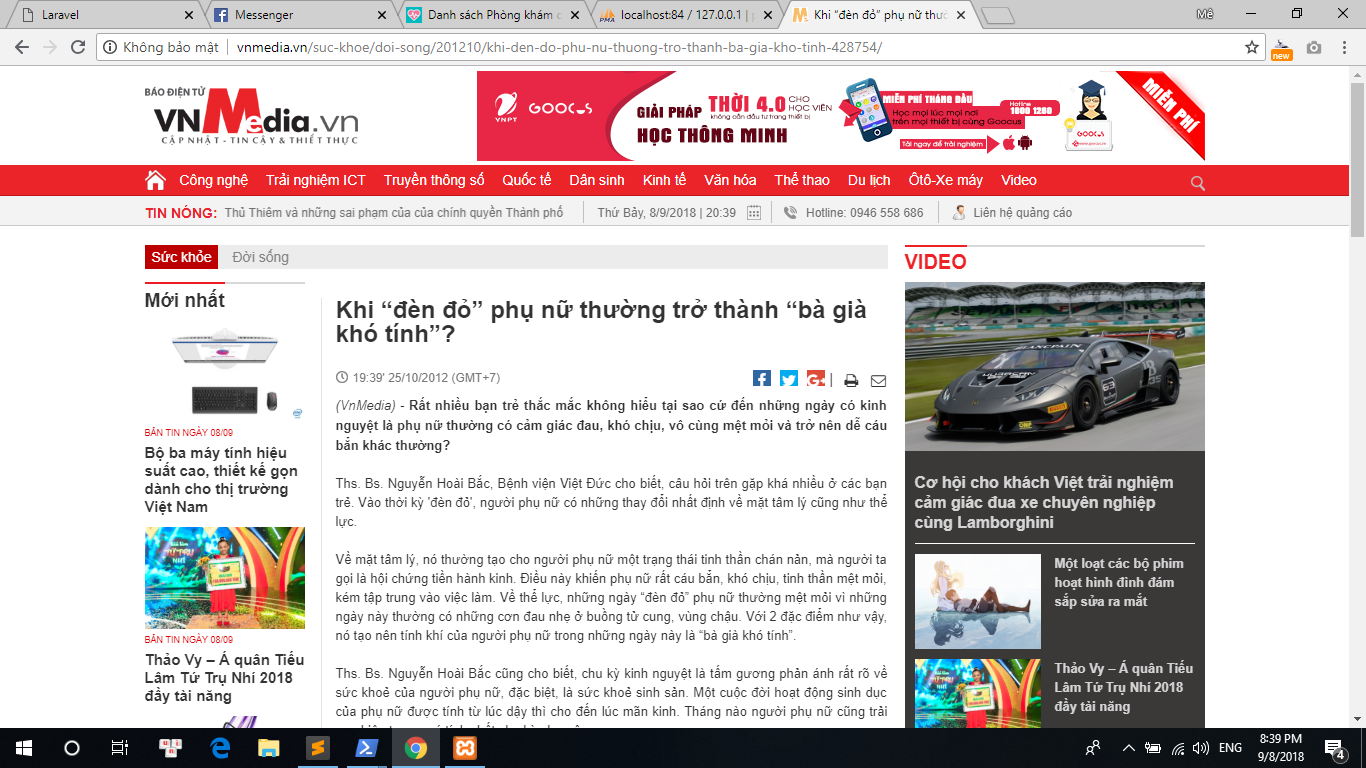 Laravel
Messenger
Danh sách Phòng khám c
localhost:84 / 127.0.0.1 | p
Khi “đèn đỏ” phụ nữ thườ
Mê
Không bảo mật
vnmedia.vn/suc-khoe/doi-song/201210/khi-den-do-phu-nu-thuong-tro-thanh-ba-gia-kho-tinh-428754/
new
BÁO ĐIỆN TỬ
VnMedia.vn
CẬP NHẬT - TIN CẬY & THIẾT THỰC
VNPT
GOOCUS
GIẢI PHÁP THỜI 4.0 CHO HỌC VIÊN
không cần đầu tư trang thiết bị
HỌC THÔNG MINH
MIỄN PHÍ THÁNG ĐẦU
Học mọi lúc mọi nơi
trên mọi thiết bị cùng Goocus
Tải ngay để trải nghiệm
Hotline:
1800 1260
GOOCUS
MIỄN PHÍ
Công nghệ
Trải nghiệm ICT
Truyền thông số
Quốc tế
Dân sinh
Kinh tế
Văn hóa
Thể thao
Du lịch
Ôtô-Xe máy
Video
TIN NÓNG:
Thủ Thiêm và những sai phạm của của chính quyền Thành phố
Thứ Bảy, 8/9/2018 | 20:39
Hotline: 0946 558 686
Liên hệ quảng cáo
Sức khỏe
Đời sống
Mới nhất
BẢN TIN NGÀY 08/09
Bộ ba máy tính hiệu
suất cao, thiết kế gọn
dành cho thị trường
Việt Nam
BẢN TIN NGÀY 08/09
Thảo Vy – Á quân Tiếu
Lâm Tứ Trụ Nhí 2018
đầy tài năng
Khi “đèn đỏ” phụ nữ thường trở thành “bà già
khó tính”?
19:39' 25/10/2012 (GMT+7)
(VnMedia) - Rất nhiều bạn trẻ thắc mắc không hiểu tại sao cứ đến những ngày có kinh
nguyệt là phụ nữ thường có cảm giác đau, khó chịu, vô cùng mệt mỏi và trở nên dễ cáu
bẳn khác thường?
Ths. Bs. Nguyễn Hoài Bắc, Bệnh viện Việt Đức cho biết, câu hỏi trên gặp khá nhiều ở các bạn
trẻ. Vào thời kỳ 'đèn đỏ', người phụ nữ có những thay đổi nhất định về mặt tâm lý cũng như thể
lực.
Về mặt tâm lý, nó thường tạo cho người phụ nữ một trạng thái tinh thần chán nản, mà người ta
gọi là hội chứng tiền hành kinh. Điều này khiến phụ nữ rất cáu bẳn, khó chịu, tinh thần mệt mỏi,
kém tập trung vào việc làm. Về thể lực, những ngày “đèn đỏ” phụ nữ thường mệt mỏi vì những
ngày này thường có những cơn đau nhẹ ở buồng tử cung, vùng chậu. Với 2 đặc điểm như vậy,
nó tạo nên tính khí của người phụ nữ trong những ngày này là “bà già khó tính”.
Ths. Bs. Nguyễn Hoài Bắc cũng cho biết, chu kỳ kinh nguyệt là tấm gương phản ánh rất rõ về
sức khoẻ của người phụ nữ, đặc biệt, là sức khoẻ sinh sản. Một cuộc đời hoạt động sinh dục
của phụ nữ được tính từ lúc dậy thì cho đến lúc mãn kinh. Tháng nào người phụ nữ cũng trải
VIDEO
Cơ hội cho khách Việt trải nghiệm
cảm giác đua xe chuyên nghiệp
cùng Lamborghini
Một loạt các bộ phim
hoạt hình đình đám
sắp sửa ra mắt
Thảo Vy – Á quân Tiếu
Lâm Tứ Trụ Nhí 2018
đầy tài năng
ENG
8:39 PM
9/8/2018
4